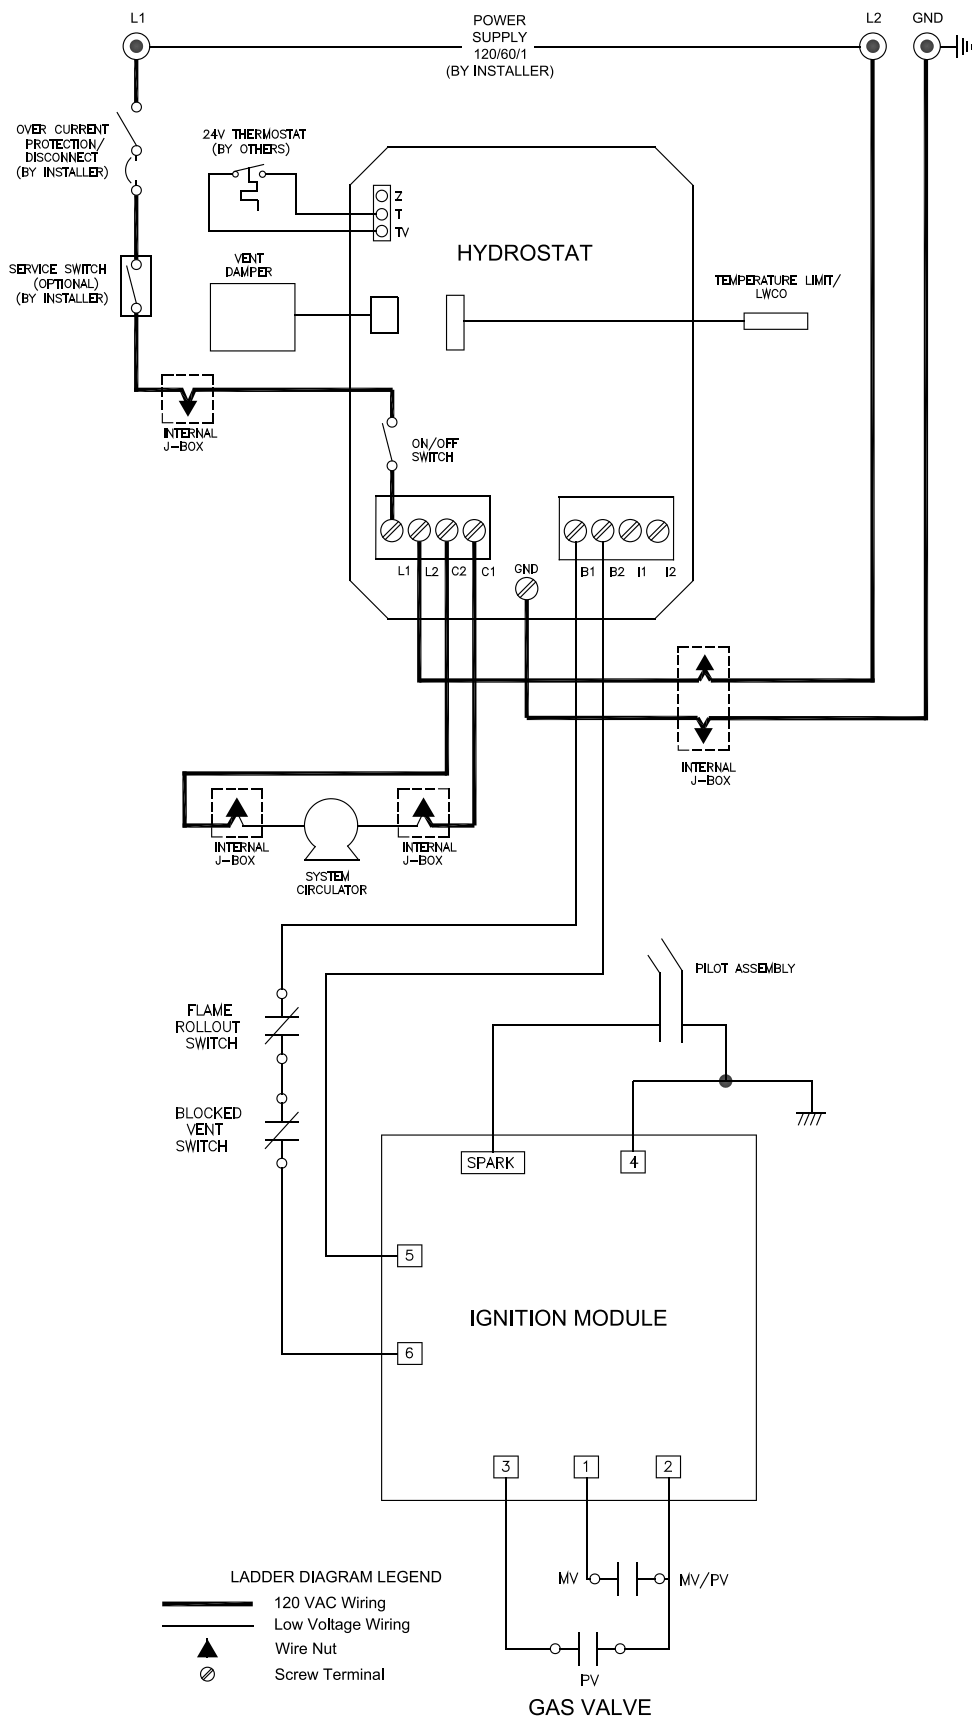 L1
POWER
SUPPLY
120/60/1
(BY INSTALLER)
L2
GND
OVER CURRENT
PROTECTION/
DISCONNECT
(BY INSTALLER)
24V THERMOSTAT
(BY OTHERS)
Z
T
TV
HYDROSTAT
SERVICE SWITCH
(OPTIONAL)
(BY INSTALLER)
VENT
DAMPER
TEMPERATURE LIMIT/
LWCO
INTERNAL
J-BOX
ON/OFF
SWITCH
L1
L2
C2
C1
GND
B1
B2
I1
I2
INTERNAL
J-BOX
INTERNAL
J-BOX
INTERNAL
J-BOX
SYSTEM
CIRCULATOR
PILOT ASSEMBLY
FLAME
ROLLOUT
SWITCH
BLOCKED
VENT
SWITCH
SPARK
4
5
IGNITION MODULE
6
3
1
2
MV
MV/PV
PV
GAS VALVE
LADDER DIAGRAM LEGEND
120 VAC Wiring
Low Voltage Wiring
Wire Nut
Screw Terminal